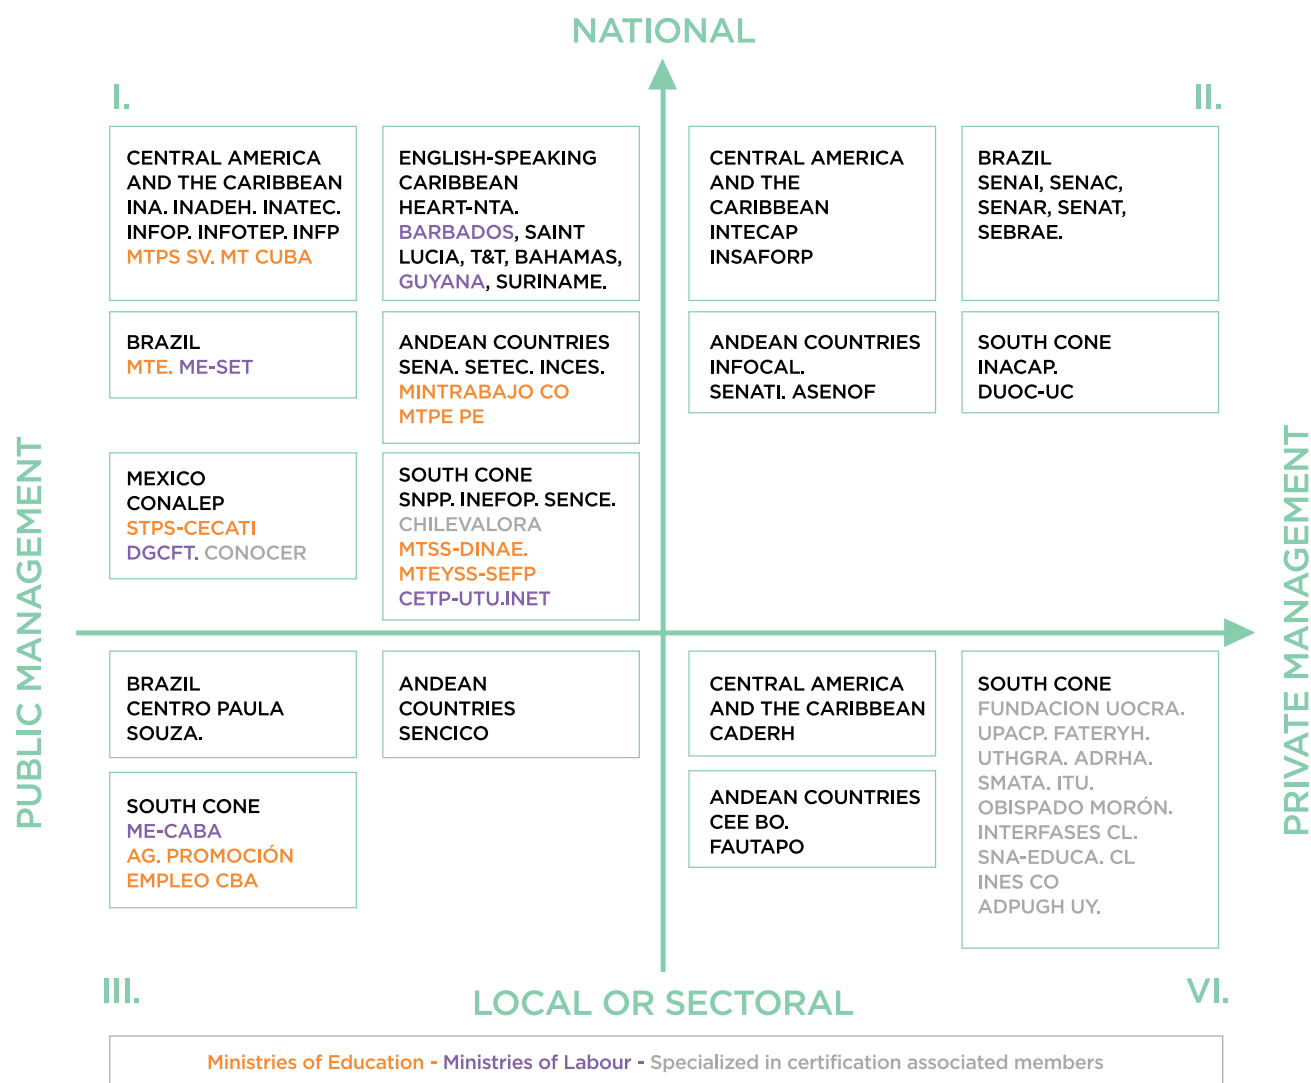 NATIONAL
I.
II.
CENTRAL AMERICA
AND THE CARIBBEAN
INA. INADEH. INATEC.
INFOP. INFOTEP. INFP
MTPS SV. MT CUBA
ENGLISH-SPEAKING
CARIBBEAN
HEART-NTA.
BARBADOS, SAINT
LUCIA, T&T, BAHAMAS,
GUYANA, SURINAME.
CENTRAL AMERICA
AND THE
CARIBBEAN
INTECAP
INSAFORP
BRAZIL
SENAI, SENAC,
SENAR, SENAT,
SEBRAE.
BRAZIL
MTE. ME-SET
ANDEAN COUNTRIES
SENA. SETEC. INCES.
MINTRABAJO CO
MTPE PE
ANDEAN COUNTRIES
INFOCAL.
SENATI. ASENOF
SOUTH CONE
INACAP.
DUOC-UC
MEXICO
CONALEP
STPS-CECATI
DGCFT. CONOCER
SOUTH CONE
SNPP. INEFOP. SENCE.
CHILEVALORA
MTSS-DINAE.
MTEYSS-SEFP
CETP-UTU.INET
PUBLIC MANAGEMENT
PRIVATE MANAGEMENT
BRAZIL
CENTRO PAULA
SOUZA.
ANDEAN
COUNTRIES
SENCICO
CENTRAL AMERICA
AND THE CARIBBEAN
CADERH
SOUTH CONE
FUNDACION UOCRA.
UPACP. FATERYH.
UTHGRA. ADRHA.
SMATA. ITU.
OBISPADO MORÓN.
INTERFASES CL.
SNA-EDUCA. CL
INES CO
ADPUGH UY.
SOUTH CONE
ME-CABA
AG. PROMOCIÓN
EMPLEO CBA
ANDEAN COUNTRIES
CEE BO.
FAUTAPO
III.
LOCAL OR SECTORAL
VI.
Ministries of Education - Ministries of Labour - Specialized in certification associated members